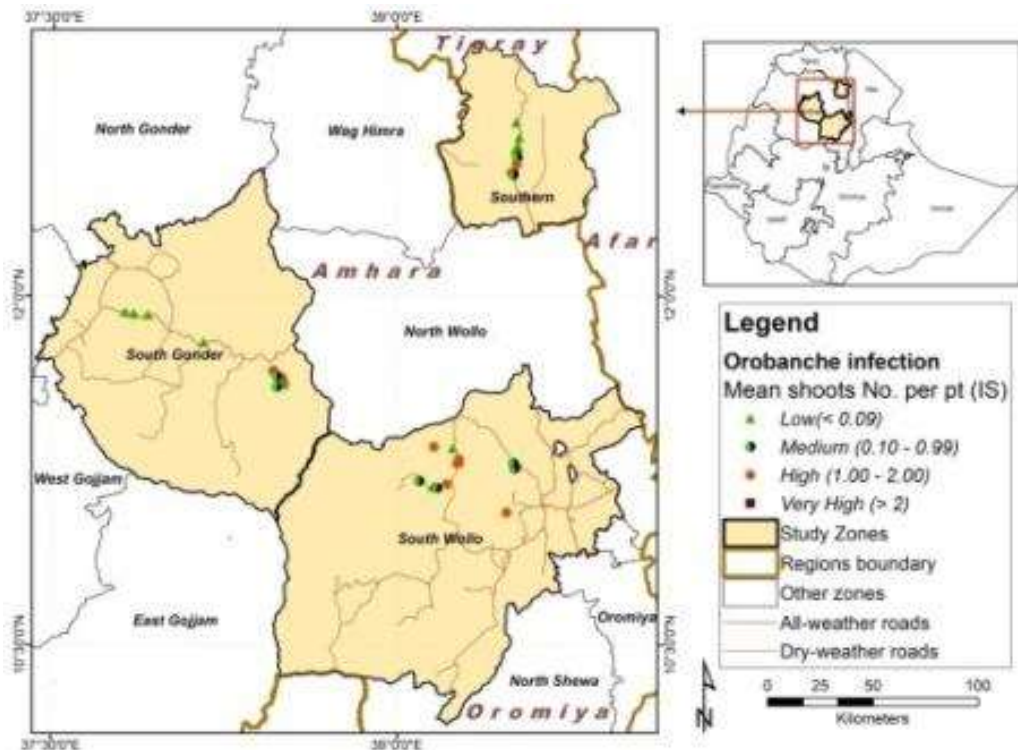 37°30'0"E
39°0'0"E
Tigray
North Gonder
Wag Himra
Southern
Afar
Amhara
12°0'0"N
12°0'0"N
North Wollo
South Gonder
West Gojjam
South Wollo
East Gojjam
Oromiya
10°30'0"N
10°30'0"N
North Shewa
Oromiya
37°30'0"E
Legend
Orobanche infection
Mean shoots No. per pt (IS)
Low(< 0.09)
Medium (0.10 - 0.99)
High (1.00 - 2.00)
Very High (> 2)
Study Zones
Regions boundary
Other zones
All-weather roads
Dry-weather roads
N
0 25 50 100
Kilometers